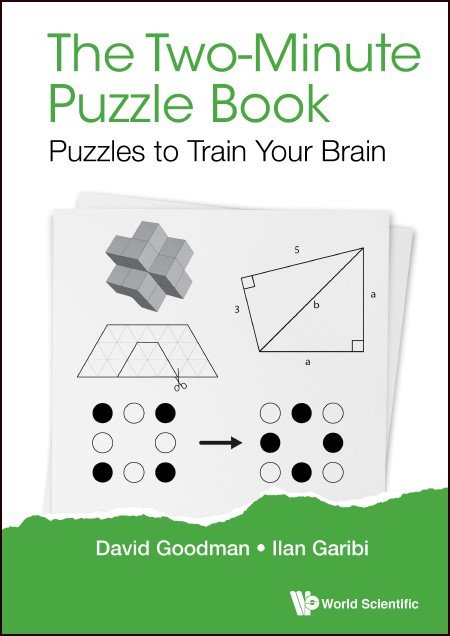 The Two-Minute
Puzzle Book
Puzzles to Train Your Brain
5
3
b
a
a
David Goodman • Ilan Garibi
World Scientific